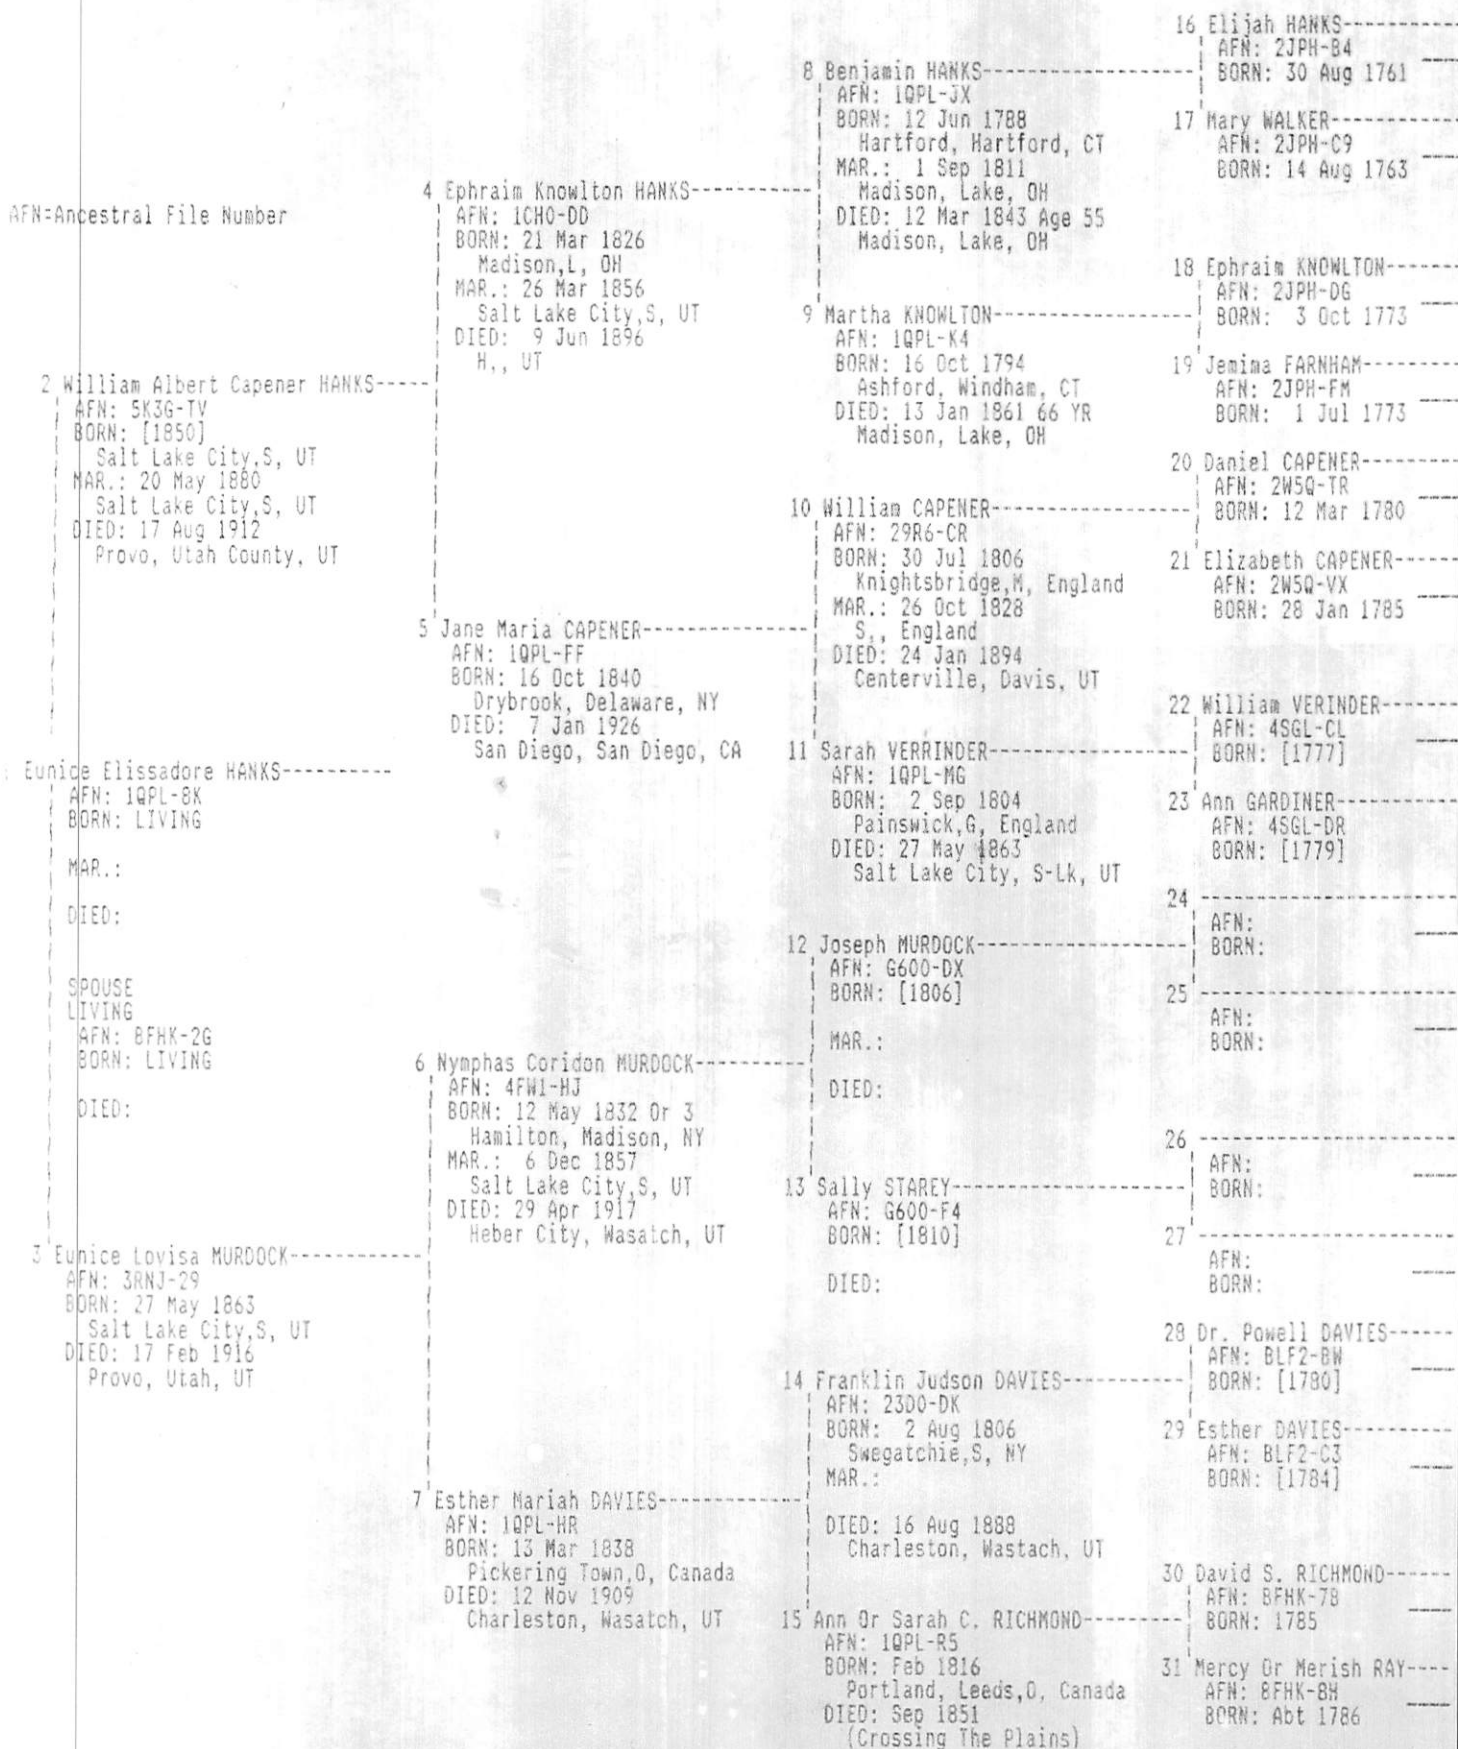 AFN=Ancestral File Number
Eunice Elissadore HANKS----------
AFN: 1QPL-8K
BORN: LIVING
MAR.:
DIED:
SPOUSE
LIVING
AFN: 8FHK-2G
BORN: LIVING
DIED:
2 William Albert Capener HANKS-----
AFN: 5K3G-TV
BORN: [1850]
Salt Lake City,S, UT
MAR.: 20 May 1880
Salt Lake City,S, UT
DIED: 17 Aug 1912
Provo, Utah County, UT
3 Eunice Lovisa MURDOCK------------
AFN: 3RNJ-29
BORN: 27 May 1863
Salt Lake City,S, UT
DIED: 17 Feb 1916
Provo, Utah, UT
4 Ephraim Knowlton HANKS-----------
AFN: 1CH0-DD
BORN: 21 Mar 1826
Madison,L, OH
MAR.: 26 Mar 1856
Salt Lake City,S, UT
DIED:  9 Jun 1896
H,, UT
5 Jane Maria CAPENER---------------
AFN: 1QPL-FF
BORN: 16 Oct 1840
Drybrook, Delaware, NY
DIED:  7 Jan 1926
San Diego, San Diego, CA
6 Nymphas Coridon MURDOCK----------
AFN: 4FW1-HJ
BORN: 12 May 1832 Or 3
Hamilton, Madison, NY
MAR.:  6 Dec 1857
Salt Lake City,S, UT
DIED: 29 Apr 1917
Heber City, Wasatch, UT
7 Esther Mariah DAVIES-------------
AFN: 1QPL-HR
BORN: 13 Mar 1838
Pickering Town,O, Canada
DIED: 12 Nov 1909
Charleston, Wasatch, UT
8 Benjamin HANKS-------------------
AFN: 1QPL-JX
BORN: 12 Jun 1788
Hartford, Hartford, CT
MAR.:  1 Sep 1811
Madison, Lake, OH
DIED: 12 Mar 1843 Age 55
Madison, Lake, OH
9 Martha KNOWLTON------------------
AFN: 1QPL-K4
BORN: 16 Oct 1794
Ashford, Windham, CT
DIED: 13 Jan 1861 66 YR
Madison, Lake, OH
10 William CAPENER------------------
AFN: 29R6-CR
BORN: 30 Jul 1806
Knightsbridge,M, England
MAR.: 26 Oct 1828
S,, England
DIED: 24 Jan 1894
Centerville, Davis, UT
11 Sarah VERRINDER------------------
AFN: 1QPL-MG
BORN:  2 Sep 1804
Painswick,G, England
DIED: 27 May 1863
Salt Lake City, S-Lk, UT
12 Joseph MURDOCK-------------------
AFN: G600-DX
BORN: [1806]
MAR.:
DIED:
13 Sally STAREY---------------------
AFN: G600-F4
BORN: [1810]
DIED:
14 Franklin Judson DAVIES-----------
AFN: 23D0-DK
BORN:  2 Aug 1806
Swegatchie,S, NY
MAR.:
DIED: 16 Aug 1888
Charleston, Wastach, UT
15 Ann Or Sarah C. RICHMOND---------
AFN: 1QPL-R5
BORN: Feb 1816
Portland, Leeds,O, Canada
DIED: Sep 1851
(Crossing The Plains)
16 Elijah HANKS----------
AFN: 2JPH-B4
BORN: 30 Aug 1761
17 Mary WALKER-----------
AFN: 2JPH-C9
BORN: 14 Aug 1763
18 Ephraim KNOWLTON------
AFN: 2JPH-DG
BORN:  3 Oct 1773
19 Jemima FARNHAM--------
AFN: 2JPH-FM
BORN:  1 Jul 1773
20 Daniel CAPENER--------
AFN: 2W5Q-TR
BORN: 12 Mar 1780
21 Elizabeth CAPENER-----
AFN: 2W5Q-VX
BORN: 28 Jan 1785
22 William VERINDER------
AFN: 4SGL-CL
BORN: [1777]
23 Ann GARDINER----------
AFN: 4SGL-DR
BORN: [1779]
24 ----------------------
AFN:
BORN:
25 ----------------------
AFN:
BORN:
26 ----------------------
AFN:
BORN:
27 ----------------------
AFN:
BORN:
28 Dr. Powell DAVIES-----
AFN: BLF2-BW
BORN: [1780]
29 Esther DAVIES---------
AFN: BLF2-C3
BORN: [1784]
30 David S. RICHMOND-----
AFN: 8FHK-7B
BORN: 1785
31 Mercy Or Merish RAY----
AFN: 8FHK-8H
BORN: Abt 1786